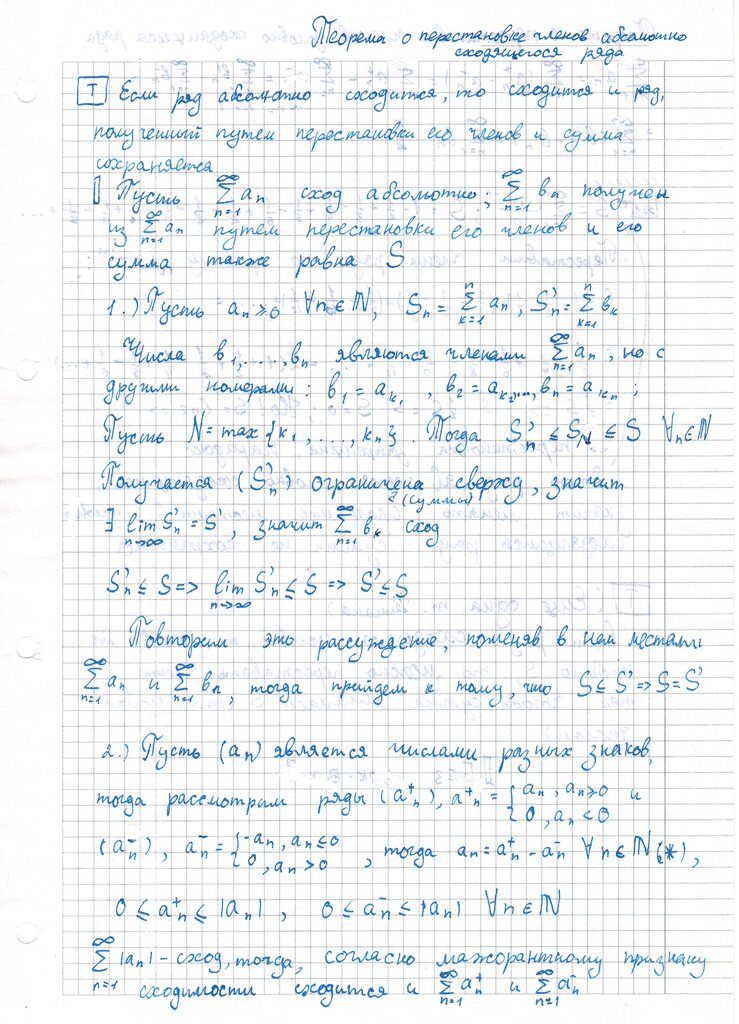 Теорема о перестановке членов абсолютно
сходящегося ряда
Т Если ряд абсолютно сходится, то сходится и ряд,
полученный путем перестановки его членов и сумма
сохраняется
[] Пусть ∑_{n=1}^{∞} a_n сход абсолютно; ∑_{n=1}^{∞} b_n получен
из ∑_{n=1}^{∞} a_n путем перестановки его членов и его
сумма также равна S
1.) Пусть a_n ≥ 0 ∀n∈ℕ, S_n = ∑_{k=1}^{n} a_n, S'_n = ∑_{k=1}^{n} b_k
Числа b_1, ..., b_n являются членами ∑_{n=1}^{∞} a_n, но с
другими номерами: b_1 = a_{k_1}, b_2 = a_{k_2}, ..., b_n = a_{k_n};
Пусть N = max{k_1, ..., k_n}. Тогда S'_n ≤ S_N ≤ S ∀n∈ℕ
Получается (S'_n) ограничена сверху, значит
(суммы)
∃ lim_{n→∞} S'_n = S', значит ∑_{n=1}^{∞} b_k сход
S'_n ≤ S => lim_{n→∞} S'_n ≤ S => S' ≤ S
Повторим это рассуждение, поменяв в нем местами
∑_{n=1}^{∞} a_n и ∑_{n=1}^{∞} b_n, тогда прийдем к тому, что S ≤ S' => S = S'
2.) Пусть (a_n) является числами разных знаков,
тогда рассмотрим ряды (a_n^+), a_n^+ = { a_n, a_n ≥ 0 ; 0, a_n < 0 и
(a_n^-), a_n^- = { -a_n, a_n ≤ 0 ; 0, a_n > 0, тогда a_n = a_n^+ - a_n^- ∀n∈ℕ (*),
0 ≤ a_n^+ ≤ |a_n|, 0 ≤ a_n^- ≤ |a_n| ∀n∈ℕ
∑_{n=1}^{∞} |a_n| - сход, тогда, согласно мажорантному признаку
сходимости сходится и ∑_{n=1}^{∞} a_n^+ и ∑_{n=1}^{∞} a_n^-